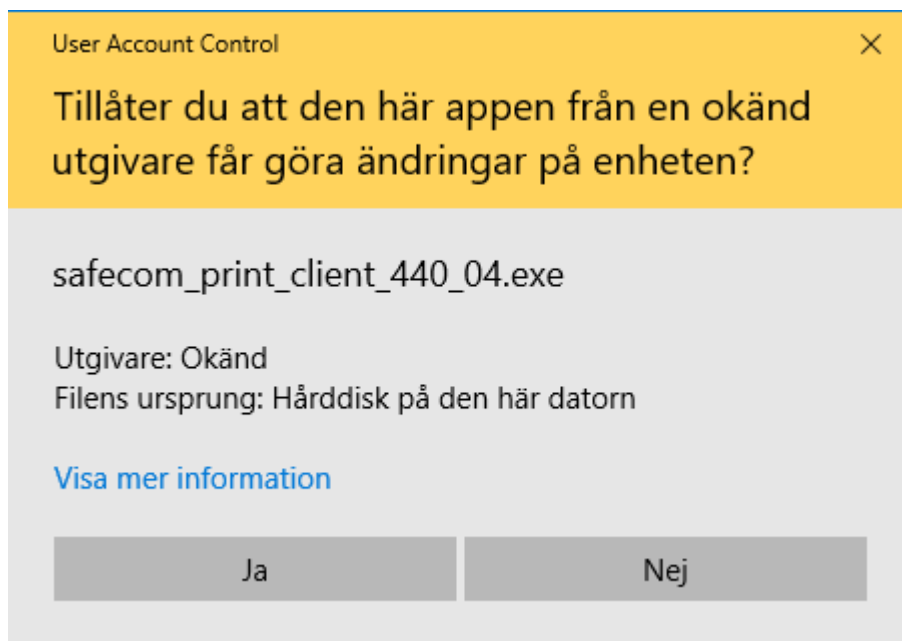 User Account Control
Tillåter du att den här appen från en okänd
utgivare får göra ändringar på enheten?
safecom_print_client_440_04.exe
Utgivare: Okänd
Filens ursprung: Hårddisk på den här datorn
Visa mer information
Ja
Nej